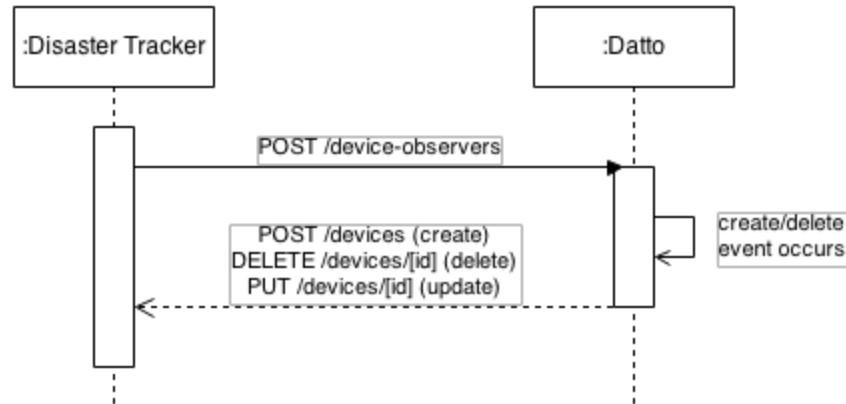 :Disaster Tracker
:Datto
POST /device-observers
create/delete
event occurs
POST /devices (create)
DELETE /devices/[id] (delete)
PUT /devices/[id] (update)